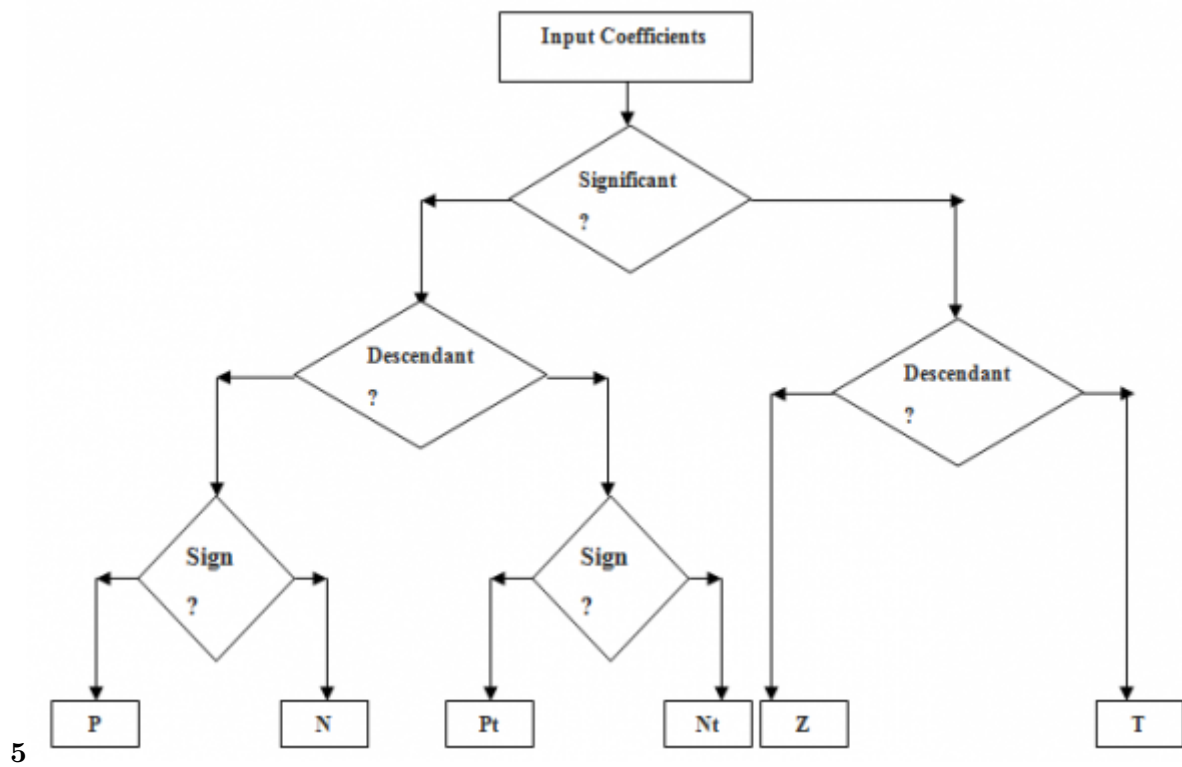 Input Coefficients
Significant
?
Descendant
?
Descendant
?
Sign
?
Sign
?
P
N
Pt
Nt
Z
T
5